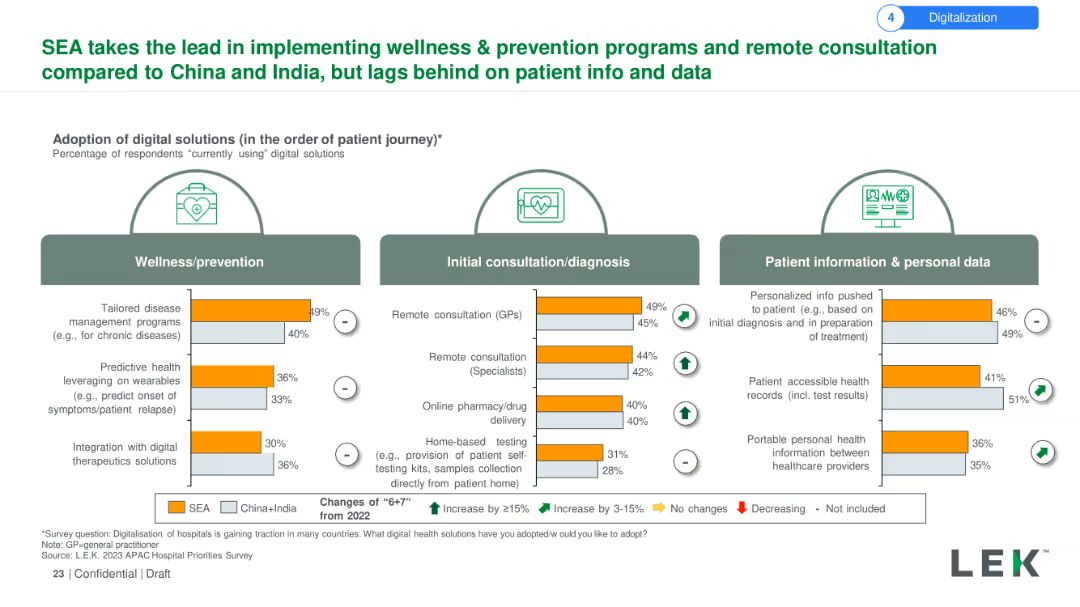 4 Digitalization
SEA takes the lead in implementing wellness & prevention programs and remote consultation
compared to China and India, but lags behind on patient info and data
Adoption of digital solutions (in the order of patient journey)*
Percentage of respondents “currently using” digital solutions
Wellness/prevention
Tailored disease
management programs
(e.g., for chronic diseases)
49%
40%
-
Predictive health
leveraging on wearables
(e.g., predict onset of
symptoms/patient relapse)
36%
33%
-
Integration with digital
therapeutics solutions
30%
36%
-
Initial consultation/diagnosis
Remote consultation (GPs)
49%
45%
Remote consultation
(Specialists)
44%
42%
Online pharmacy/drug
delivery
40%
40%
Home-based testing
(e.g., provision of patient self-
testing kits, samples collection
directly from patient home)
31%
28%
-
Patient information & personal data
Personalized info pushed
to patient (e.g., based on
initial diagnosis and in preparation
of treatment)
46%
49%
-
Patient accessible health
records (incl. test results)
41%
51%
Portable personal health
information between
healthcare providers
36%
35%
SEA China+India
Changes of “6+7”
from 2022
Increase by ≥15% Increase by 3-15% No changes Decreasing - Not included
*Survey question: Digitalisation of hospitals is gaining traction in many countries. What digital health solutions have you adopted/w ould you like to adopt?
Note: GP=general practitioner
Source: L.E.K. 2023 APAC Hospital Priorities Survey
23 | Confidential | Draft
LEK™